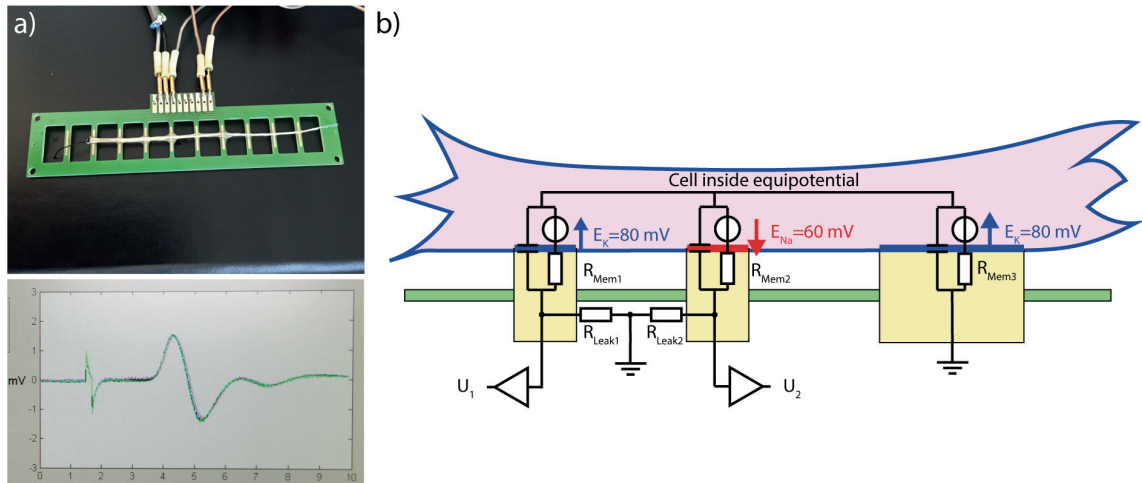 a)
3
2
1
mV 0
-1
-2
-3
0 1 2 3 4 5 6 7 8 9 10
b)
Cell inside equipotential
E_K=80 mV
E_Na=60 mV
E_K=80 mV
R_Mem1
R_Mem2
R_Mem3
R_Leak1
R_Leak2
U_1
U_2